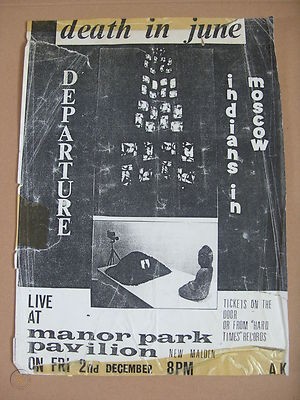 death in june
DEPARTURE
indians in
moscow
LIVE
AT
manor park
pavilion
NEW MALDEN
ON FRI 2nd DECEMBER 8PM
TICKETS ON THE
DOOR
OR FROM "HARD
TIMES" RECORDS
A K